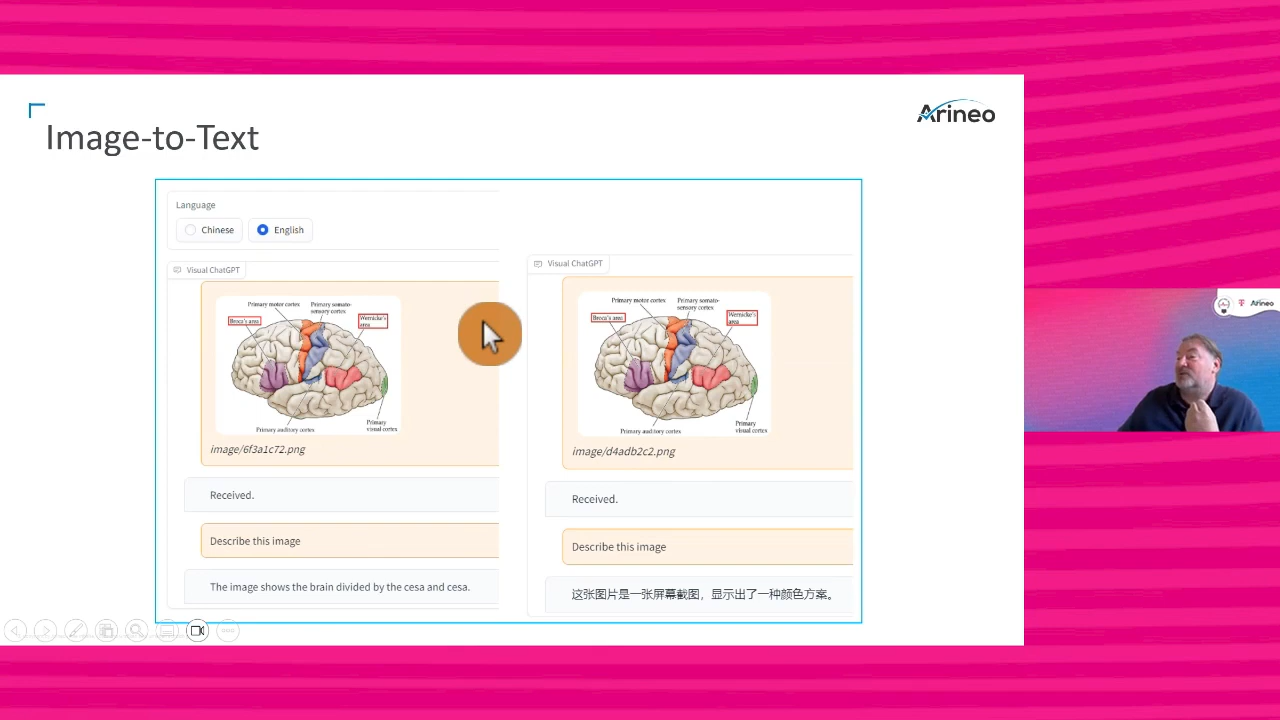 Arineo
Image-to-Text
Language
Chinese
English
Visual ChatGPT
Primary motor cortex
Primary somato-
sensory cortex
Broca's area
Wernicke's
area
Primary auditory cortex
Primary
visual cortex
image/6f3a1c72.png
Received.
Describe this image
The image shows the brain divided by the cesa and cesa.
Visual ChatGPT
Primary motor cortex
Primary somato-
sensory cortex
Broca's area
Wernicke's
area
Primary auditory cortex
Primary
visual cortex
image/d4adb2c2.png
Received.
Describe this image
这张图片是一张屏幕截图，显示出了一种颜色方案。
T Arineo